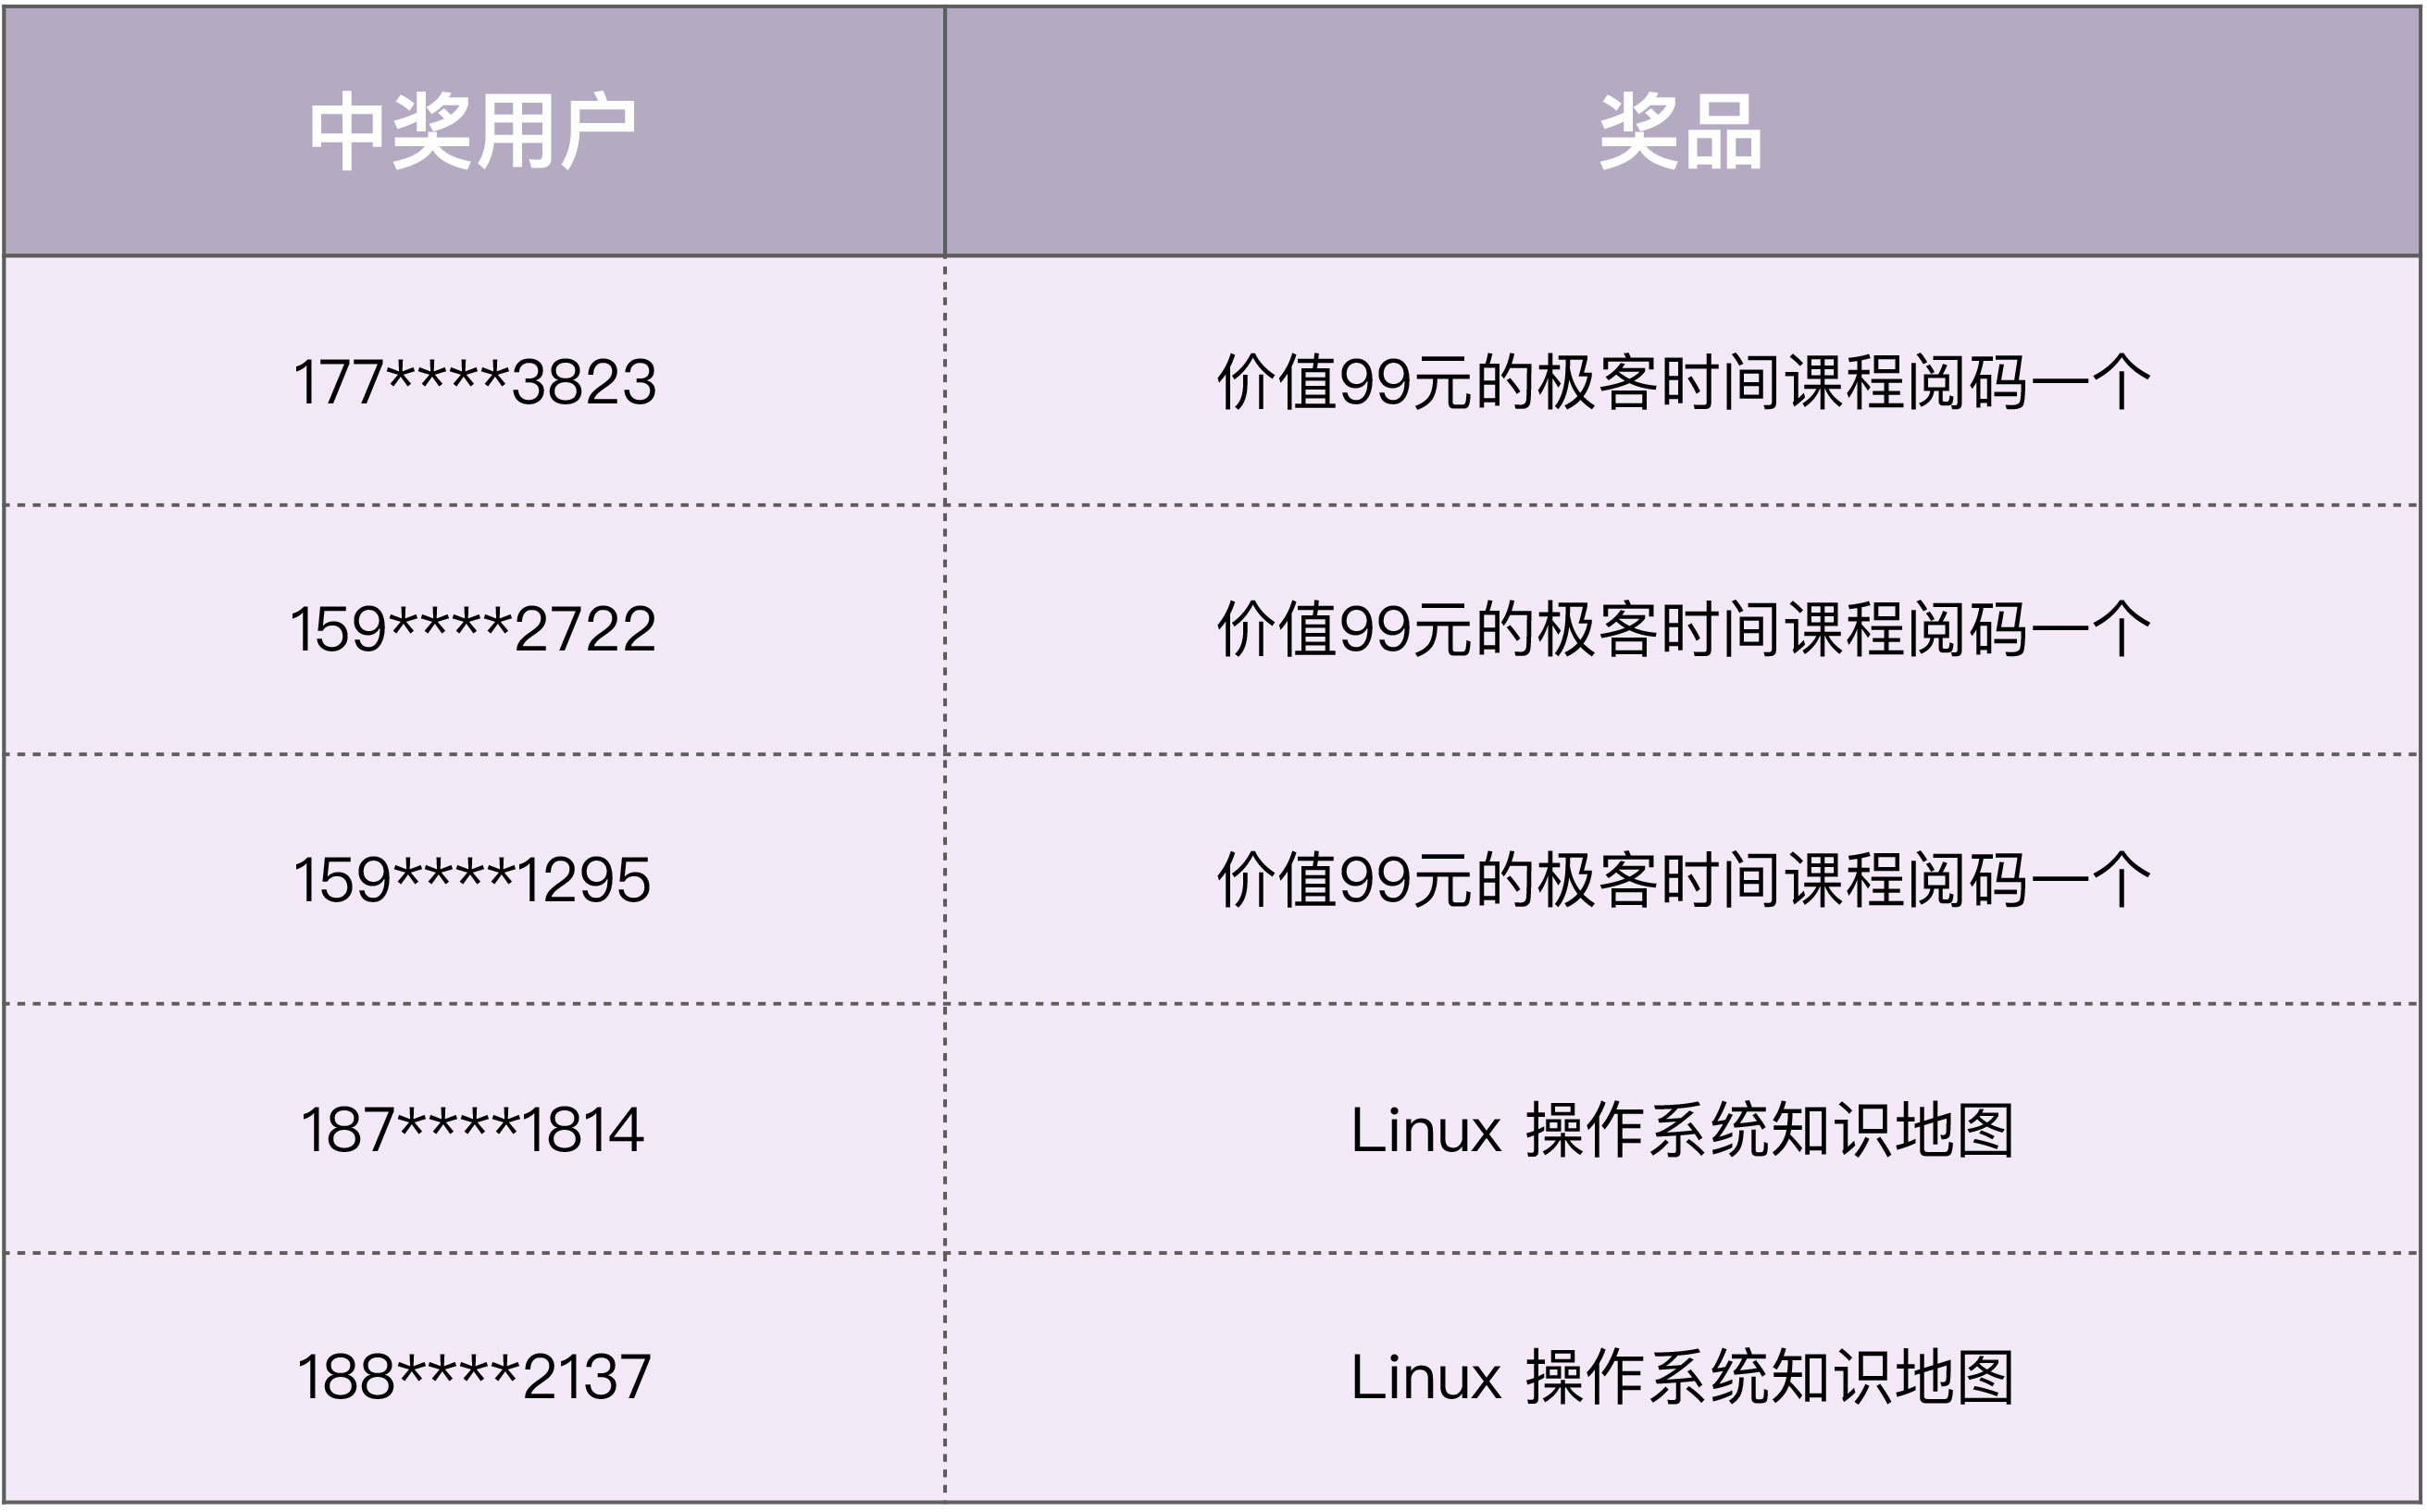 中奖用户 奖品
177****3823 价值99元的极客时间课程阅码一个
159****2722 价值99元的极客时间课程阅码一个
159****1295 价值99元的极客时间课程阅码一个
187****1814 Linux 操作系统知识地图
188****2137 Linux 操作系统知识地图